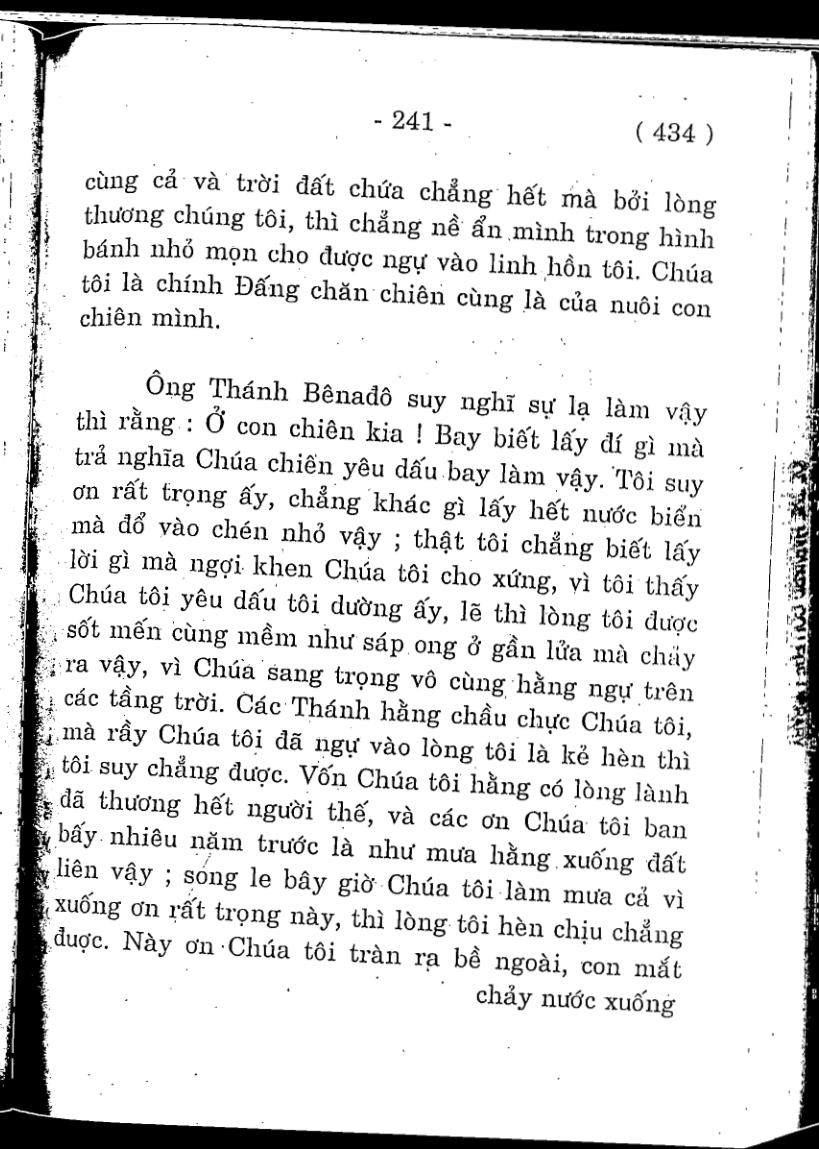 - 241 -
( 434 )
cùng cả và trời đất chứa chẳng hết mà bởi lòng
thương chúng tôi, thì chẳng nề ẩn mình trong hình
bánh nhỏ mọn cho được ngự vào linh hồn tôi. Chúa
tôi là chính Đấng chăn chiên cùng là của nuôi con
chiên mình.
Ông Thánh Bênađô suy nghĩ sự lạ làm vậy
thì rằng : Ở con chiên kia ! Bay biết lấy đí gì mà
trả nghĩa Chúa chiên yêu dấu bay làm vậy. Tôi suy
ơn rất trọng ấy, chẳng khác gì lấy hết nước biển
mà đổ vào chén nhỏ vậy ; thật tôi chẳng biết lấy
lời gì mà ngợi khen Chúa tôi cho xứng, vì tôi thấy
Chúa tôi yêu dấu tôi dường ấy, lẽ thì lòng tôi được
sốt mến cùng mềm như sáp ong ở gần lửa mà chảy
ra vậy, vì Chúa sang trọng vô cùng hằng ngự trên
các tầng trời. Các Thánh hằng chầu chực Chúa tôi,
mà rầy Chúa tôi đã ngự vào lòng tôi là kẻ hèn thì
tôi suy chẳng được. Vốn Chúa tôi hằng có lòng lành
đã thương hết người thế, và các ơn Chúa tôi ban
bấy nhiêu năm trước là như mưa hằng xuống đất
liên vậy ; song le bây giờ Chúa tôi làm mưa cả vì
xuống ơn rất trọng này, thì lòng tôi hèn chịu chẳng
đuợc. Này ơn Chúa tôi tràn ra bề ngoài, con mắt
chảy nước xuống